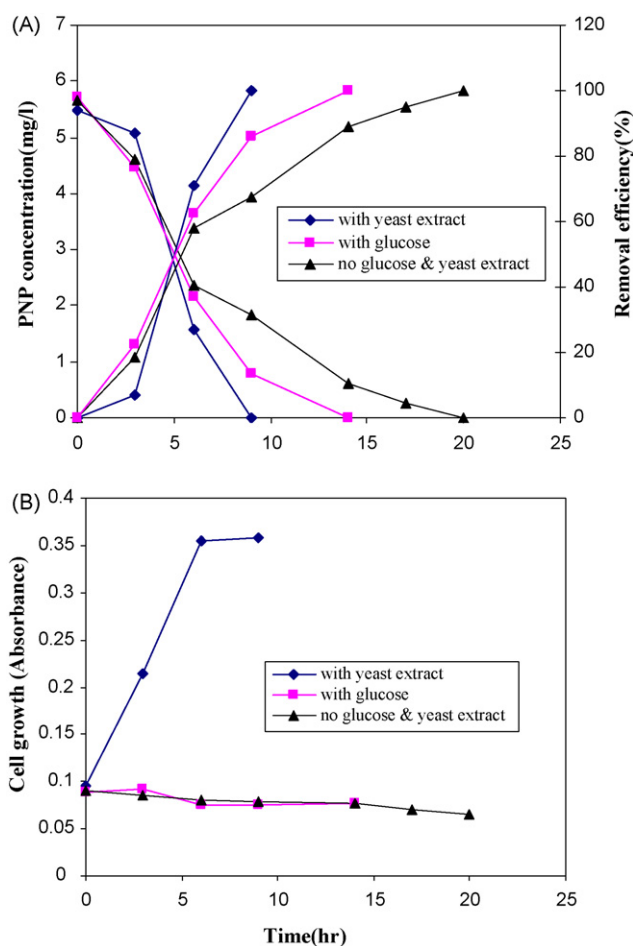 (A)
7
6
5
4
3
2
1
0
PNP concentration(mg/l)
120
100
80
60
40
20
0
Removal efficiency(%)
with yeast extract
with glucose
no glucose & yeast extract
0 5 10 15 20 25
(B)
0.4
0.35
0.3
0.25
0.2
0.15
0.1
0.05
0
Cell growth (Absorbance)
with yeast extract
with glucose
no glucose & yeast extract
0 5 10 15 20 25
Time(hr)